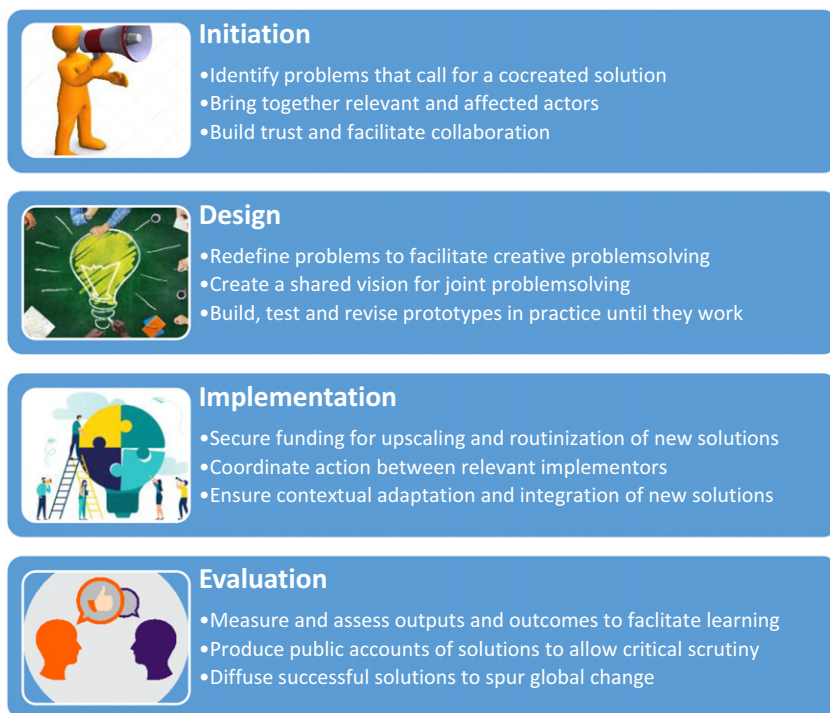 Initiation
•Identify problems that call for a cocreated solution
•Bring together relevant and affected actors
•Build trust and facilitate collaboration
Design
•Redefine problems to facilitate creative problemsolving
•Create a shared vision for joint problemsolving
•Build, test and revise prototypes in practice until they work
Implementation
•Secure funding for upscaling and routinization of new solutions
•Coordinate action between relevant implementors
•Ensure contextual adaptation and integration of new solutions
Evaluation
•Measure and assess outputs and outcomes to faclitate learning
•Produce public accounts of solutions to allow critical scrutiny
•Diffuse successful solutions to spur global change